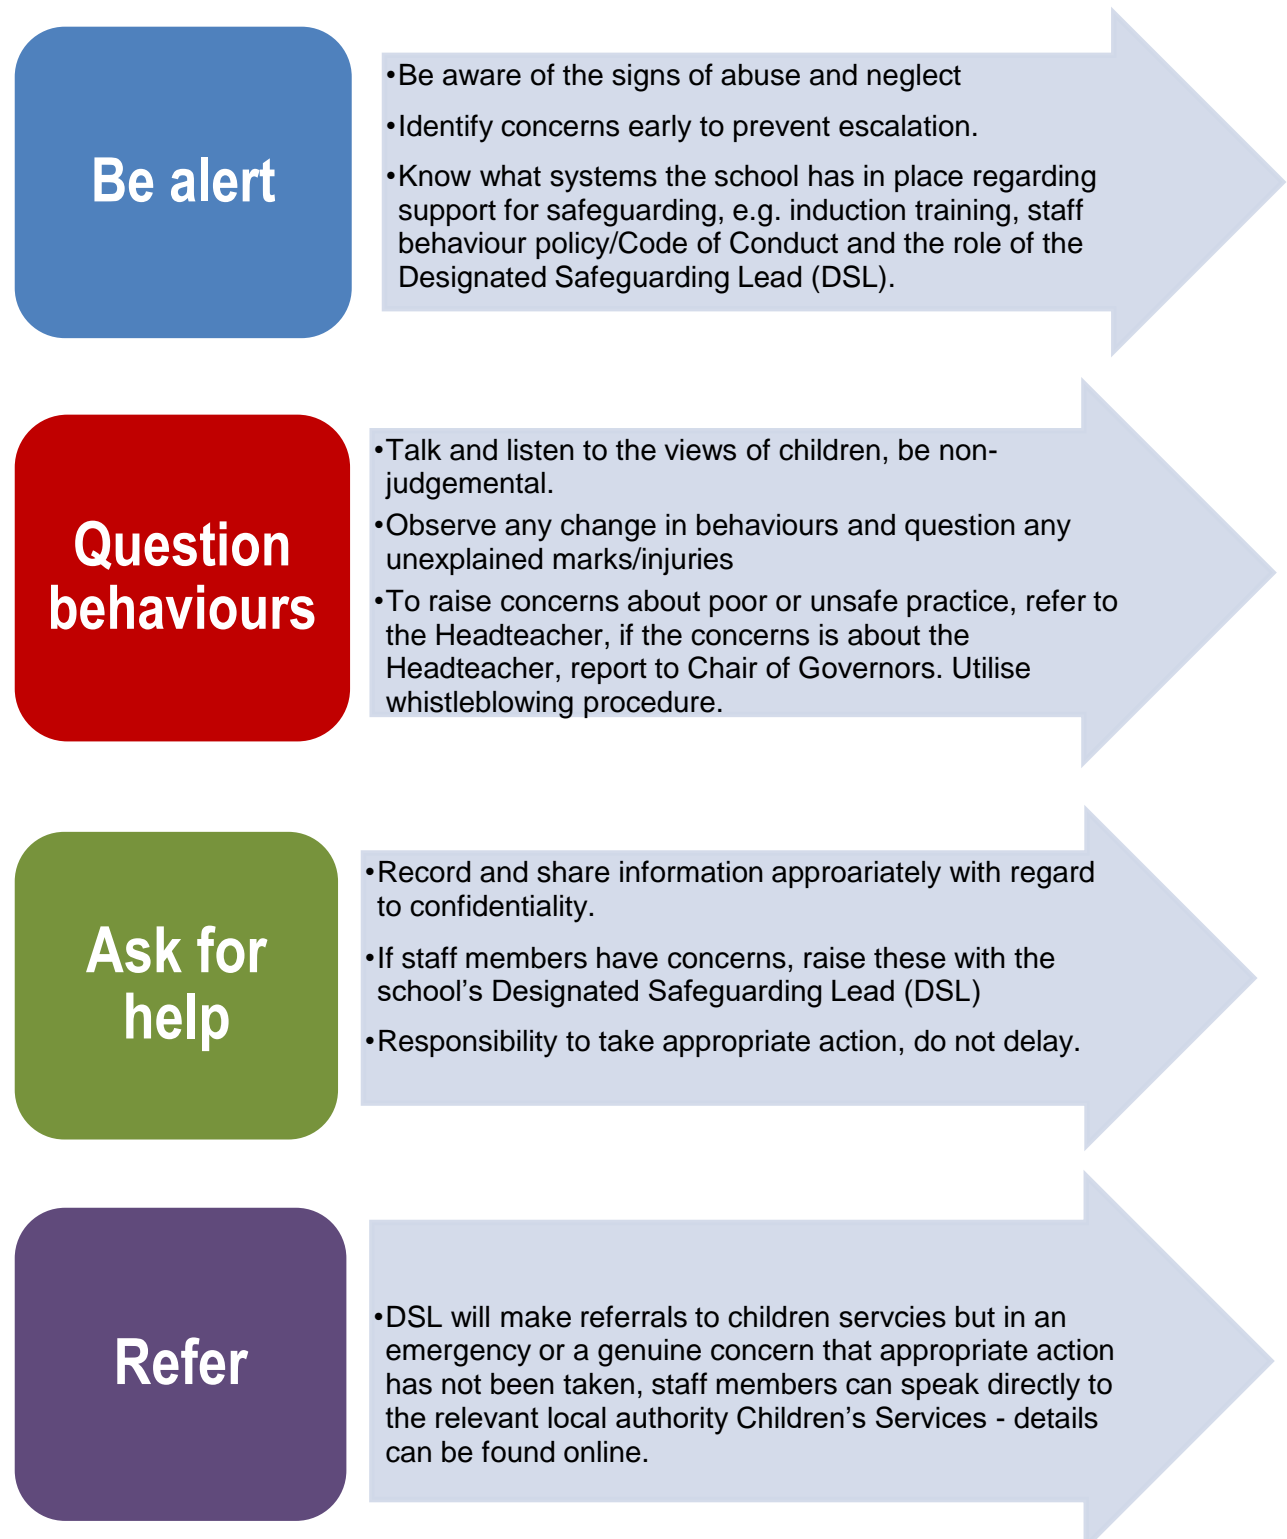 Be alert
•Be aware of the signs of abuse and neglect
•Identify concerns early to prevent escalation.
•Know what systems the school has in place regarding
support for safeguarding, e.g. induction training, staff
behaviour policy/Code of Conduct and the role of the
Designated Safeguarding Lead (DSL).
Question
behaviours
•Talk and listen to the views of children, be non-
judgemental.
•Observe any change in behaviours and question any
unexplained marks/injuries
•To raise concerns about poor or unsafe practice, refer to
the Headteacher, if the concerns is about the
Headteacher, report to Chair of Governors. Utilise
whistleblowing procedure.
Ask for
help
•Record and share information approariately with regard
to confidentiality.
•If staff members have concerns, raise these with the
school’s Designated Safeguarding Lead (DSL)
•Responsibility to take appropriate action, do not delay.
Refer
•DSL will make referrals to children servcies but in an
emergency or a genuine concern that appropriate action
has not been taken, staff members can speak directly to
the relevant local authority Children’s Services - details
can be found online.